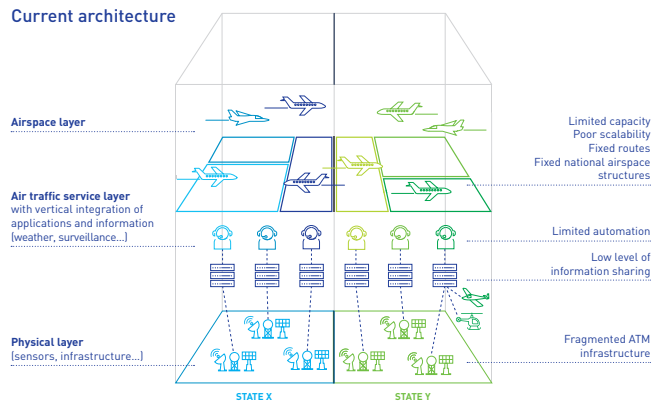 Current architecture
Airspace layer
Limited capacity
Poor scalability
Fixed routes
Fixed national airspace
structures
Air traffic service layer
with vertical integration of
applications and information
(weather, surveillance...)
Limited automation
Low level of
information sharing
Physical layer
(sensors, infrastructure...)
Fragmented ATM
infrastructure
STATE X
STATE Y